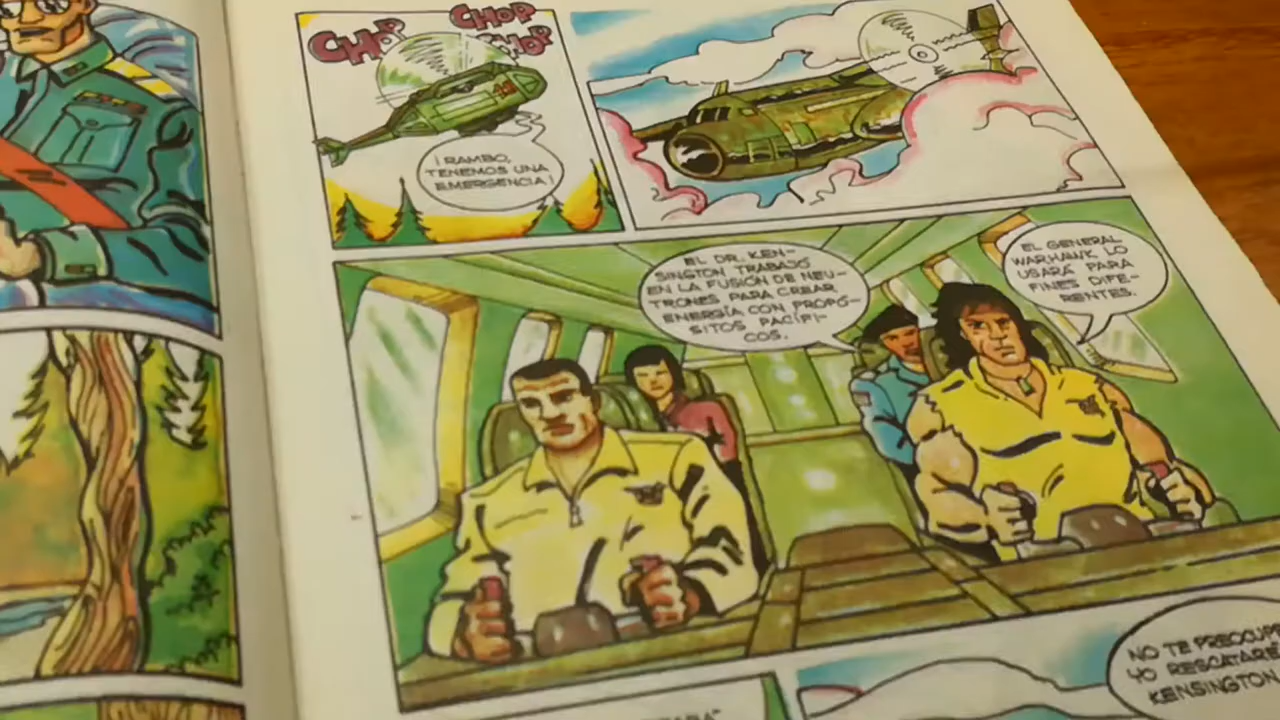 CHOP
CHOP
CHOP
¡RAMBO,
TENEMOS UNA
EMERGENCIA!
EL DR. KEN-
SINGTON TRABAJÓ
EN LA FUSIÓN DE NEU-
TRONES PARA CREAR
ENERGÍA CON PROPÓ-
SITOS PACÍFI-
COS.
EL GENERAL
WARHAWK LO
USARÁ PARA
FINES DIFE-
RENTES.
NO TE PREOCUPE
YO RESCATARÉ
KENSINGTON